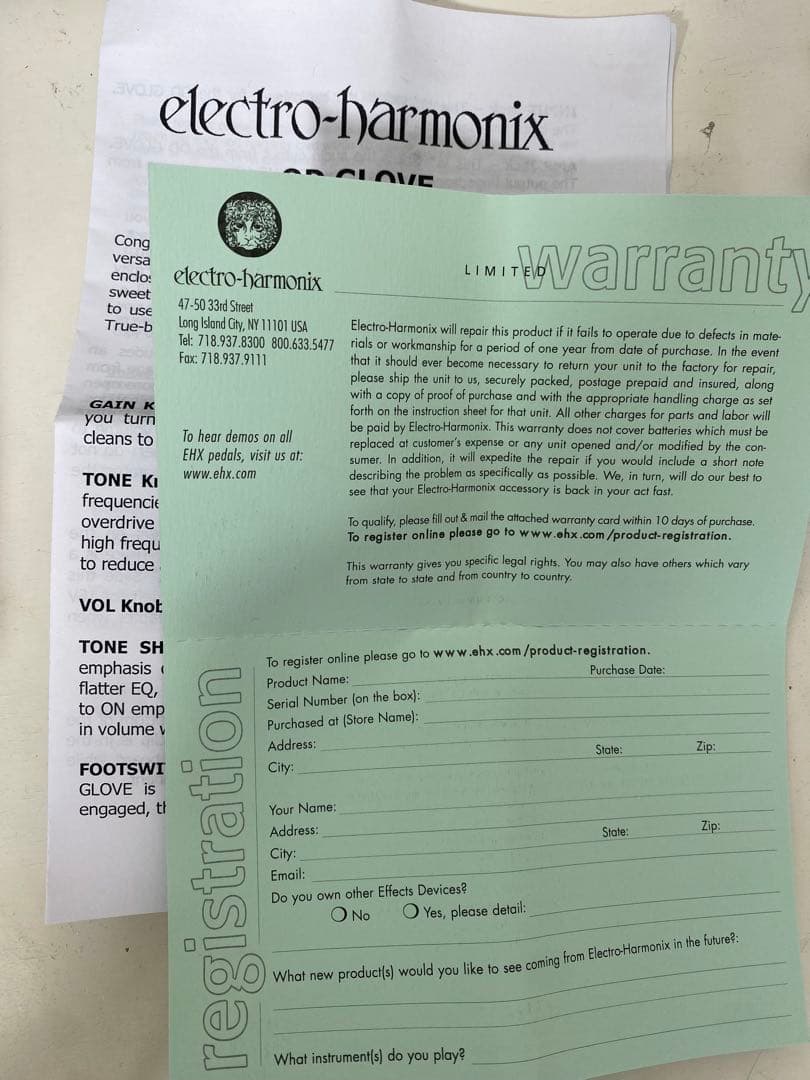 electro-harmonix
OD GLOVE
Cong
versa
enclos
sweet
to use
True-b
GAIN K
you turn
cleans to
TONE Kn
frequencie
overdrive
high frequ
to reduce
VOL Knob
TONE SH
emphasis
flatter EQ,
to ON emp
in volume
FOOTSWI
GLOVE is
engaged, th
electro-harmonix
47-50 33rd Street
Long Island City, NY 11101 USA
Tel: 718.937.8300 800.633.5477
Fax: 718.937.9111
To hear demos on all
EHX pedals, visit us at:
www.ehx.com
LIMITED warranty
Electro-Harmonix will repair this product if it fails to operate due to defects in mate-
rials or workmanship for a period of one year from date of purchase. In the event
that it should ever become necessary to return your unit to the factory for repair,
please ship the unit to us, securely packed, postage prepaid and insured, along
with a copy of proof of purchase and with the appropriate handling charge as set
forth on the instruction sheet for that unit. All other charges for parts and labor will
be paid by Electro-Harmonix. This warranty does not cover batteries which must be
replaced at customer's expense or any unit opened and/or modified by the con-
sumer. In addition, it will expedite the repair if you would include a short note
describing the problem as specifically as possible. We, in turn, will do our best to
see that your Electro-Harmonix accessory is back in your act fast.
To qualify, please fill out & mail the attached warranty card within 10 days of purchase.
To register online please go to www.ehx.com/product-registration.
This warranty gives you specific legal rights. You may also have others which vary
from state to state and from country to country.
registration
To register online please go to www.ehx.com/product-registration.
Product Name: Purchase Date:
Serial Number (on the box):
Purchased at (Store Name):
Address:
City: State: Zip:
Your Name:
Address:
City: State: Zip:
Email:
Do you own other Effects Devices?
No Yes, please detail:
What new product(s) would you like to see coming from Electro-Harmonix in the future?:
What instrument(s) do you play?